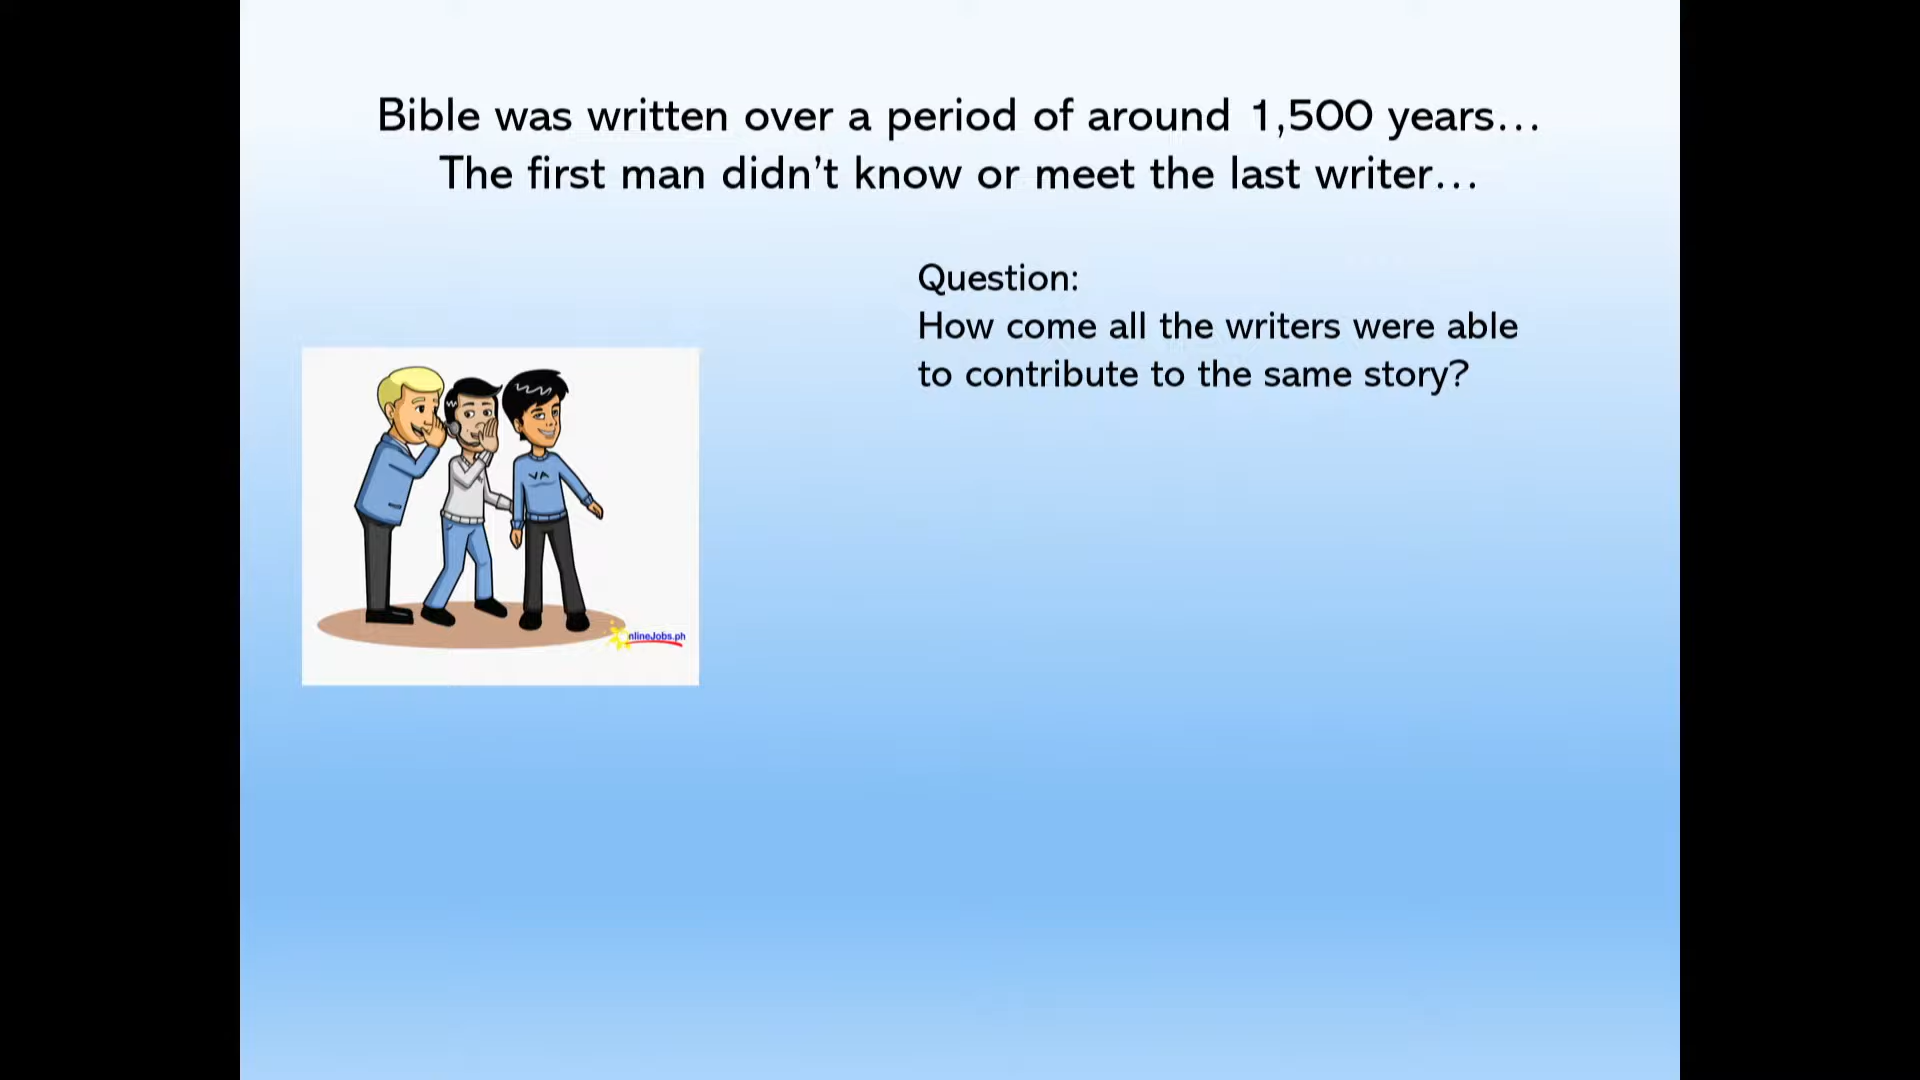 Bible was written over a period of around 1,500 years...
The first man didn’t know or meet the last writer...
Question:
How come all the writers were able
to contribute to the same story?
VA
nlineJobs.ph